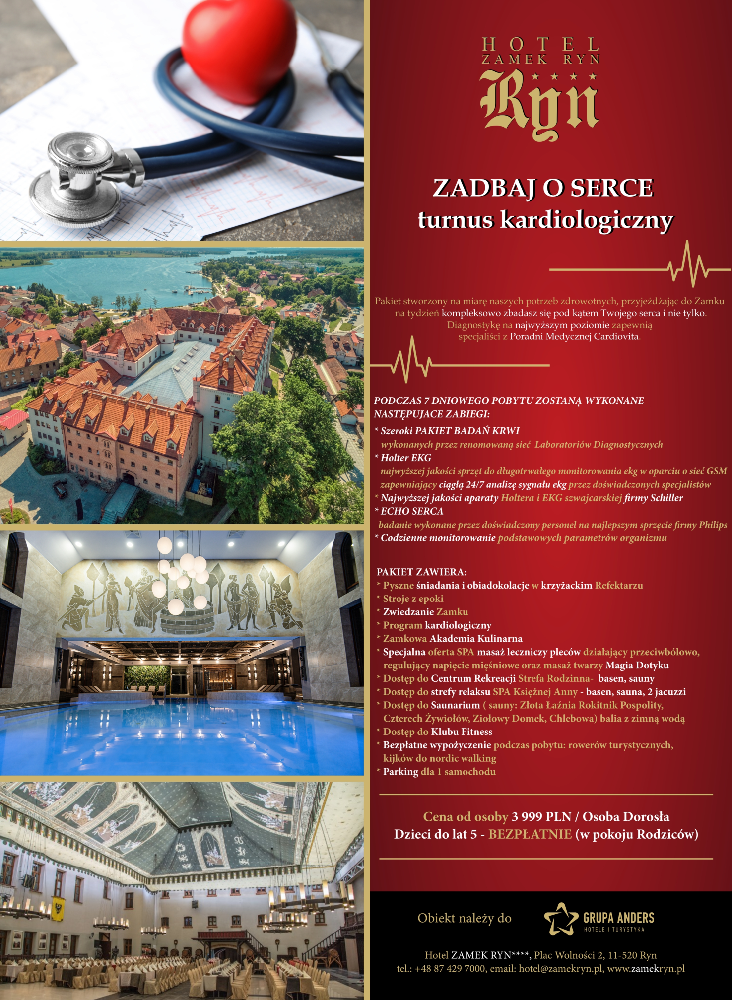 HOTEL
ZAMEK RYN
Ryn
ZADBAJ O SERCE
turnus kardiologiczny
Pakiet stworzony na miarę naszych potrzeb zdrowotnych, przyjeżdżając do Zamku
na tydzień kompleksowo zbadasz się pod kątem Twojego serca i nie tylko.
Diagnostykę na najwyższym poziomie zapewnią
specjaliści z Poradni Medycznej Cardiovita.
PODCZAS 7 DNIOWEGO POBYTU ZOSTANĄ WYKONANE
NASTĘPUJACE ZABIEGI:
* Szeroki PAKIET BADAŃ KRWI
wykonanych przez renomowaną sieć Laboratoriów Diagnostycznych
* Holter EKG
najwyższej jakości sprzęt do długotrwałego monitorowania ekg w oparciu o sieć GSM
zapewniający ciągłą 24/7 analizę sygnału ekg przez doświadczonych specjalistów
* Najwyższej jakości aparaty Holtera i EKG szwajcarskiej firmy Schiller
* ECHO SERCA
badanie wykonane przez doświadczony personel na najlepszym sprzęcie firmy Philips
* Codzienne monitorowanie podstawowych parametrów organizmu
PAKIET ZAWIERA:
* Pyszne śniadania i obiadokolacje w krzyżackim Refektarzu
* Stroje z epoki
* Zwiedzanie Zamku
* Program kardiologiczny
* Zamkowa Akademia Kulinarna
* Specjalna oferta SPA masaż leczniczy pleców działający przeciwbólowo,
regulujący napięcie mięśniowe oraz masaż twarzy Magia Dotyku
* Dostęp do Centrum Rekreacji Strefa Rodzinna- basen, sauny
* Dostęp do strefy relaksu SPA Księżnej Anny - basen, sauna, 2 jacuzzi
* Dostęp do Saunarium ( sauny: Złota Łaźnia Rokitnik Pospolity,
Czterech Żywiołów, Ziołowy Domek, Chlebowa) balia z zimną wodą
* Dostęp do Klubu Fitness
* Bezpłatne wypożyczenie podczas pobytu: rowerów turystycznych,
kijków do nordic walking
* Parking dla 1 samochodu
Cena od osoby 3 999 PLN / Osoba Dorosła
Dzieci do lat 5 - BEZPŁATNIE (w pokoju Rodziców)
Obiekt należy do
GRUPA ANDERS
HOTELE I TURYSTYKA
Hotel ZAMEK RYN****, Plac Wolności 2, 11-520 Ryn
tel.: +48 87 429 7000, email: hotel@zamekryn.pl, www.zamekryn.pl